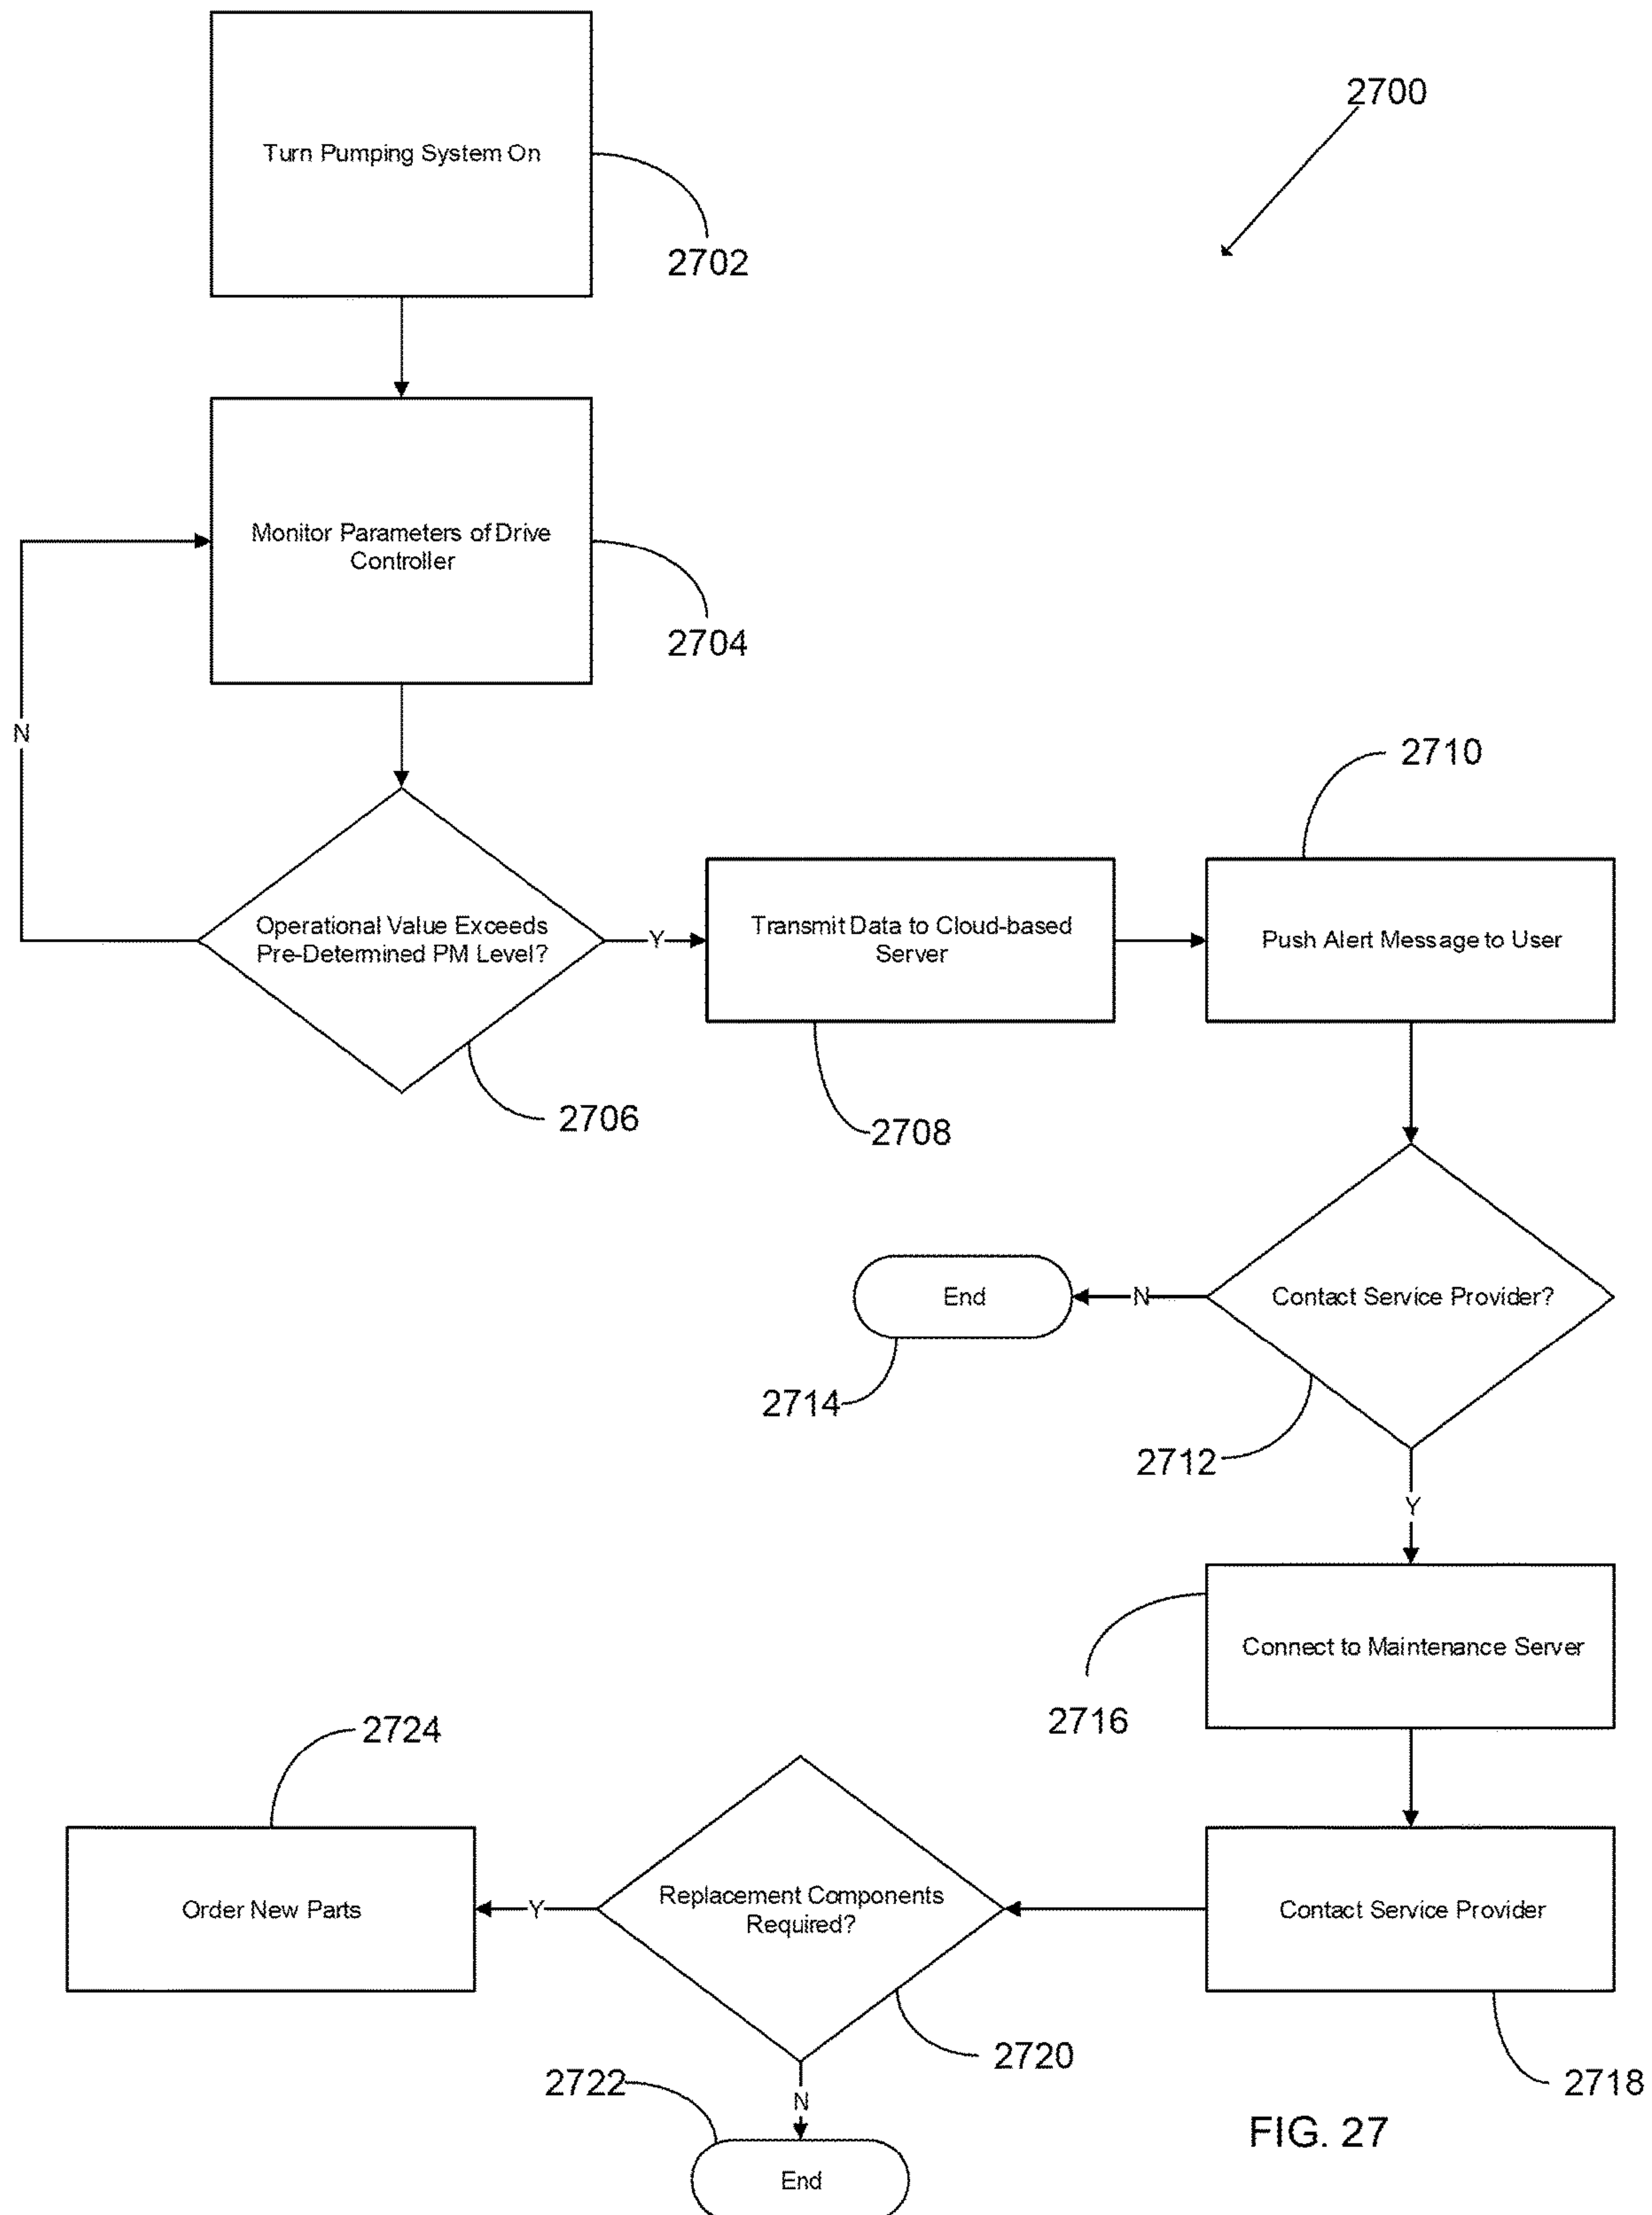 2700
Turn Pumping System On
2702
Monitor Parameters of Drive
Controller
2704
N
2710
Operational Value Exceeds
Pre-Determined PM Level?
Y
Transmit Data to Cloud-based
Server
Push Alert Message to User
2706
2708
End
N
Contact Service Provider?
2714
2712
Y
Connect to Maintenance Server
2716
2724
Order New Parts
Y
Replacement Components
Required?
Contact Service Provider
2720
2718
2722
N
End
FIG. 27